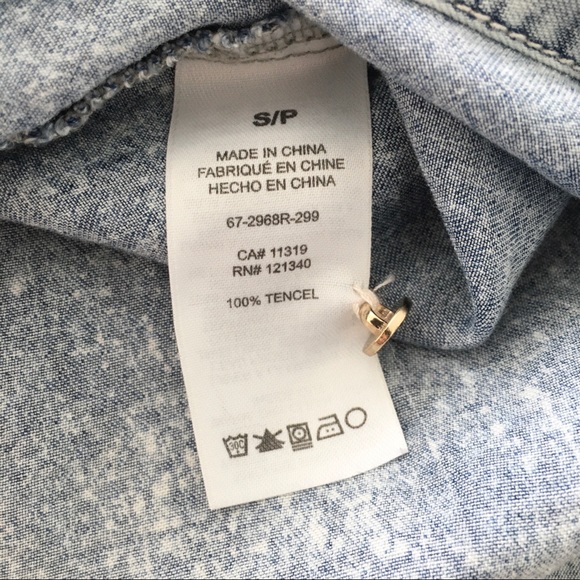 S/P
MADE IN CHINA
FABRIQUÉ EN CHINE
HECHO EN CHINA
67-2968R-299
CA# 11319
RN# 121340
100% TENCEL